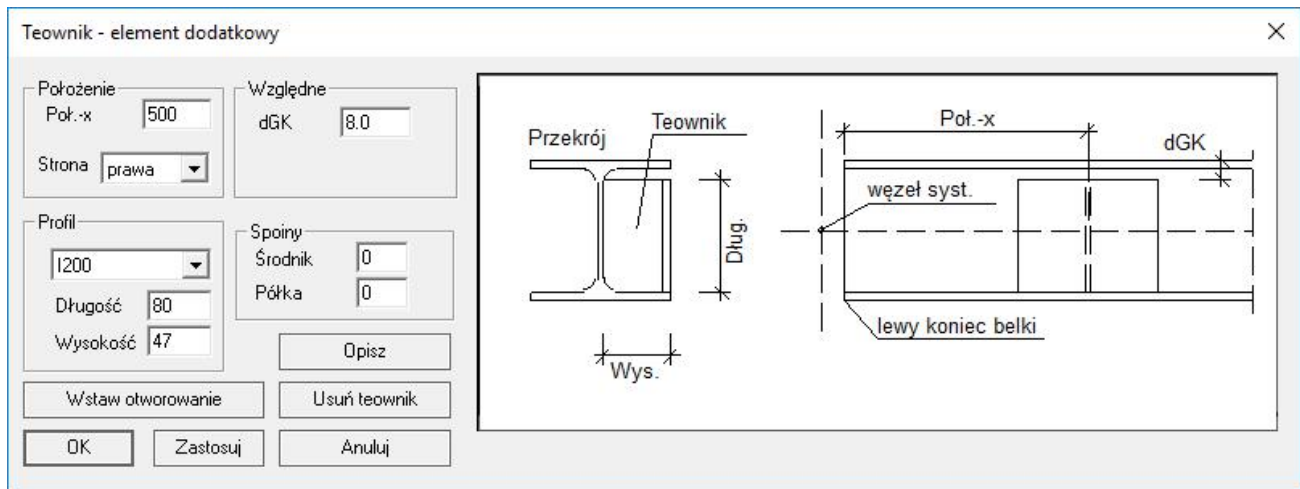 Teownik - element dodatkowy
Położenie
Poł.-x 500
Strona prawa
Względne
dGK 8.0
Profil
I200
Długość 80
Wysokość 47
Spoiny
Środnik 0
Półka 0
Opisz
Wstaw otworowanie
Usuń teownik
OK
Zastosuj
Anuluj
Przekrój
Teownik
Dług.
Wys.
Poł.-x
dGK
węzeł syst.
lewy koniec belki